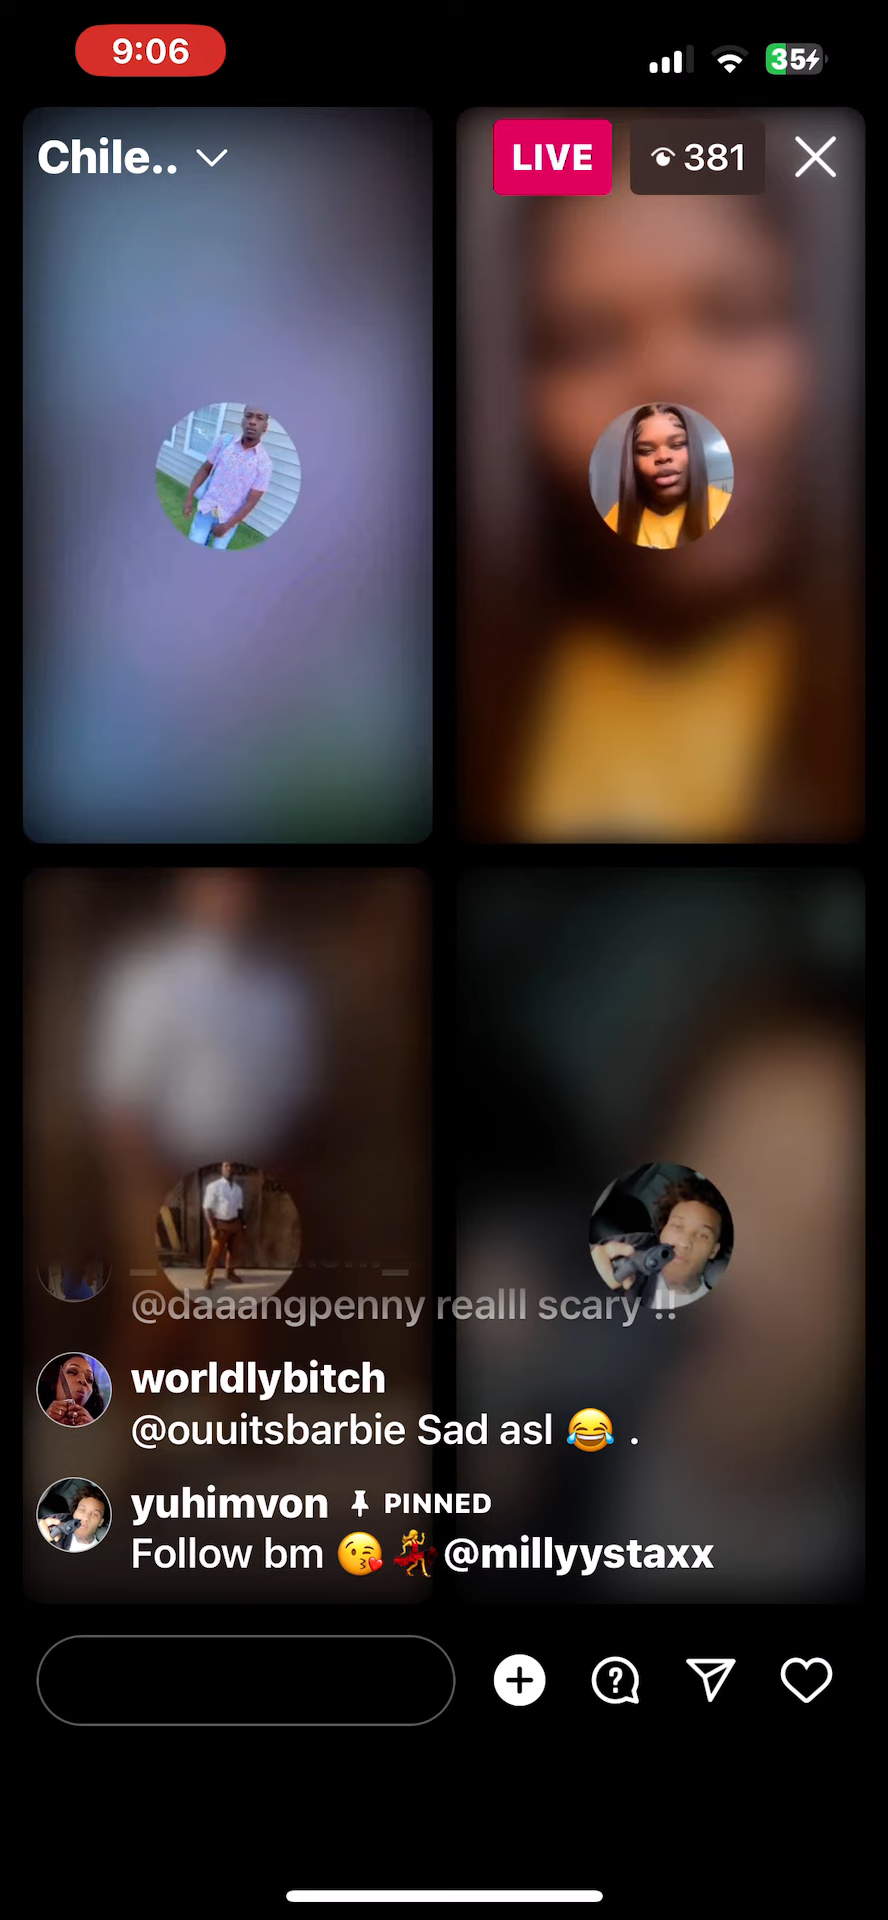 9:06
35
Chile..
LIVE
381
@daaangpenny realll scary !!
worldlybitch
@ouuitsbarbie Sad asl 😂 .
yuhimvon PINNED
Follow bm 😘💃@millyystaxx